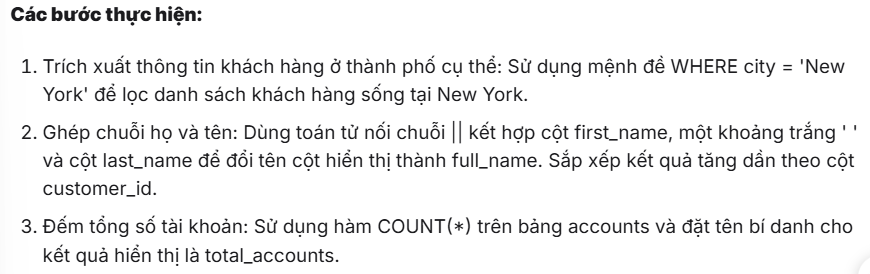 Các bước thực hiện:
1. Trích xuất thông tin khách hàng ở thành phố cụ thể: Sử dụng mệnh đề WHERE city = 'New
York' để lọc danh sách khách hàng sống tại New York.
2. Ghép chuỗi họ và tên: Dùng toán tử nối chuỗi || kết hợp cột first_name, một khoảng trắng ' '
và cột last_name để đổi tên cột hiển thị thành full_name. Sắp xếp kết quả tăng dần theo cột
customer_id.
3. Đếm tổng số tài khoản: Sử dụng hàm COUNT(*) trên bảng accounts và đặt tên bí danh cho
kết quả hiển thị là total_accounts.